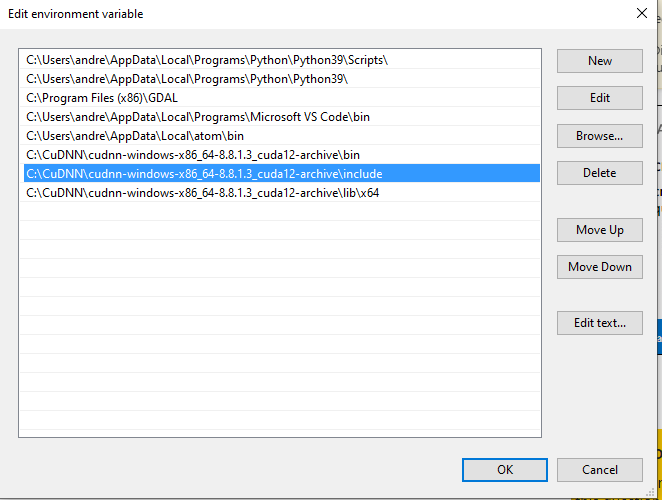 Edit environment variable
C:\Users\andre\AppData\Local\Programs\Python\Python39\Scripts\
C:\Users\andre\AppData\Local\Programs\Python\Python39\
C:\Program Files (x86)\GDAL
C:\Users\andre\AppData\Local\Programs\Microsoft VS Code\bin
C:\Users\andre\AppData\Local\atom\bin
C:\CuDNN\cudnn-windows-x86_64-8.8.1.3_cuda12-archive\bin
C:\CuDNN\cudnn-windows-x86_64-8.8.1.3_cuda12-archive\include
C:\CuDNN\cudnn-windows-x86_64-8.8.1.3_cuda12-archive\lib\x64
New
Edit
Browse...
Delete
Move Up
Move Down
Edit text...
OK
Cancel